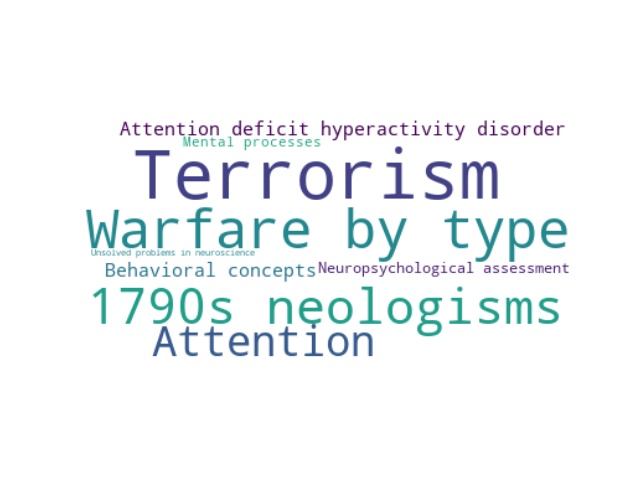 Attention deficit hyperactivity disorder
Mental processes
Terrorism
Warfare by type
Unsolved problems in neuroscience
Behavioral concepts
Neuropsychological assessment
1790s neologisms
Attention